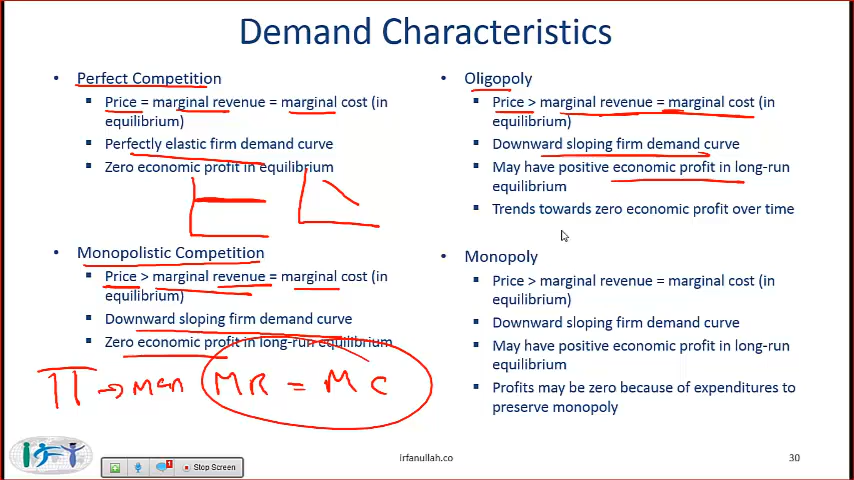 Demand Characteristics
• Perfect Competition
▪ Price = marginal revenue = marginal cost (in
equilibrium)
▪ Perfectly elastic firm demand curve
▪ Zero economic profit in equilibrium
• Monopolistic Competition
▪ Price > marginal revenue = marginal cost (in
equilibrium)
▪ Downward sloping firm demand curve
▪ Zero economic profit in long-run equilibrium
π → max MR = MC
• Oligopoly
▪ Price > marginal revenue = marginal cost (in
equilibrium)
▪ Downward sloping firm demand curve
▪ May have positive economic profit in long-run
equilibrium
▪ Trends towards zero economic profit over time
• Monopoly
▪ Price > marginal revenue = marginal cost (in
equilibrium)
▪ Downward sloping firm demand curve
▪ May have positive economic profit in long-run
equilibrium
▪ Profits may be zero because of expenditures to
preserve monopoly
1
Stop Screen
irfanullah.co
30